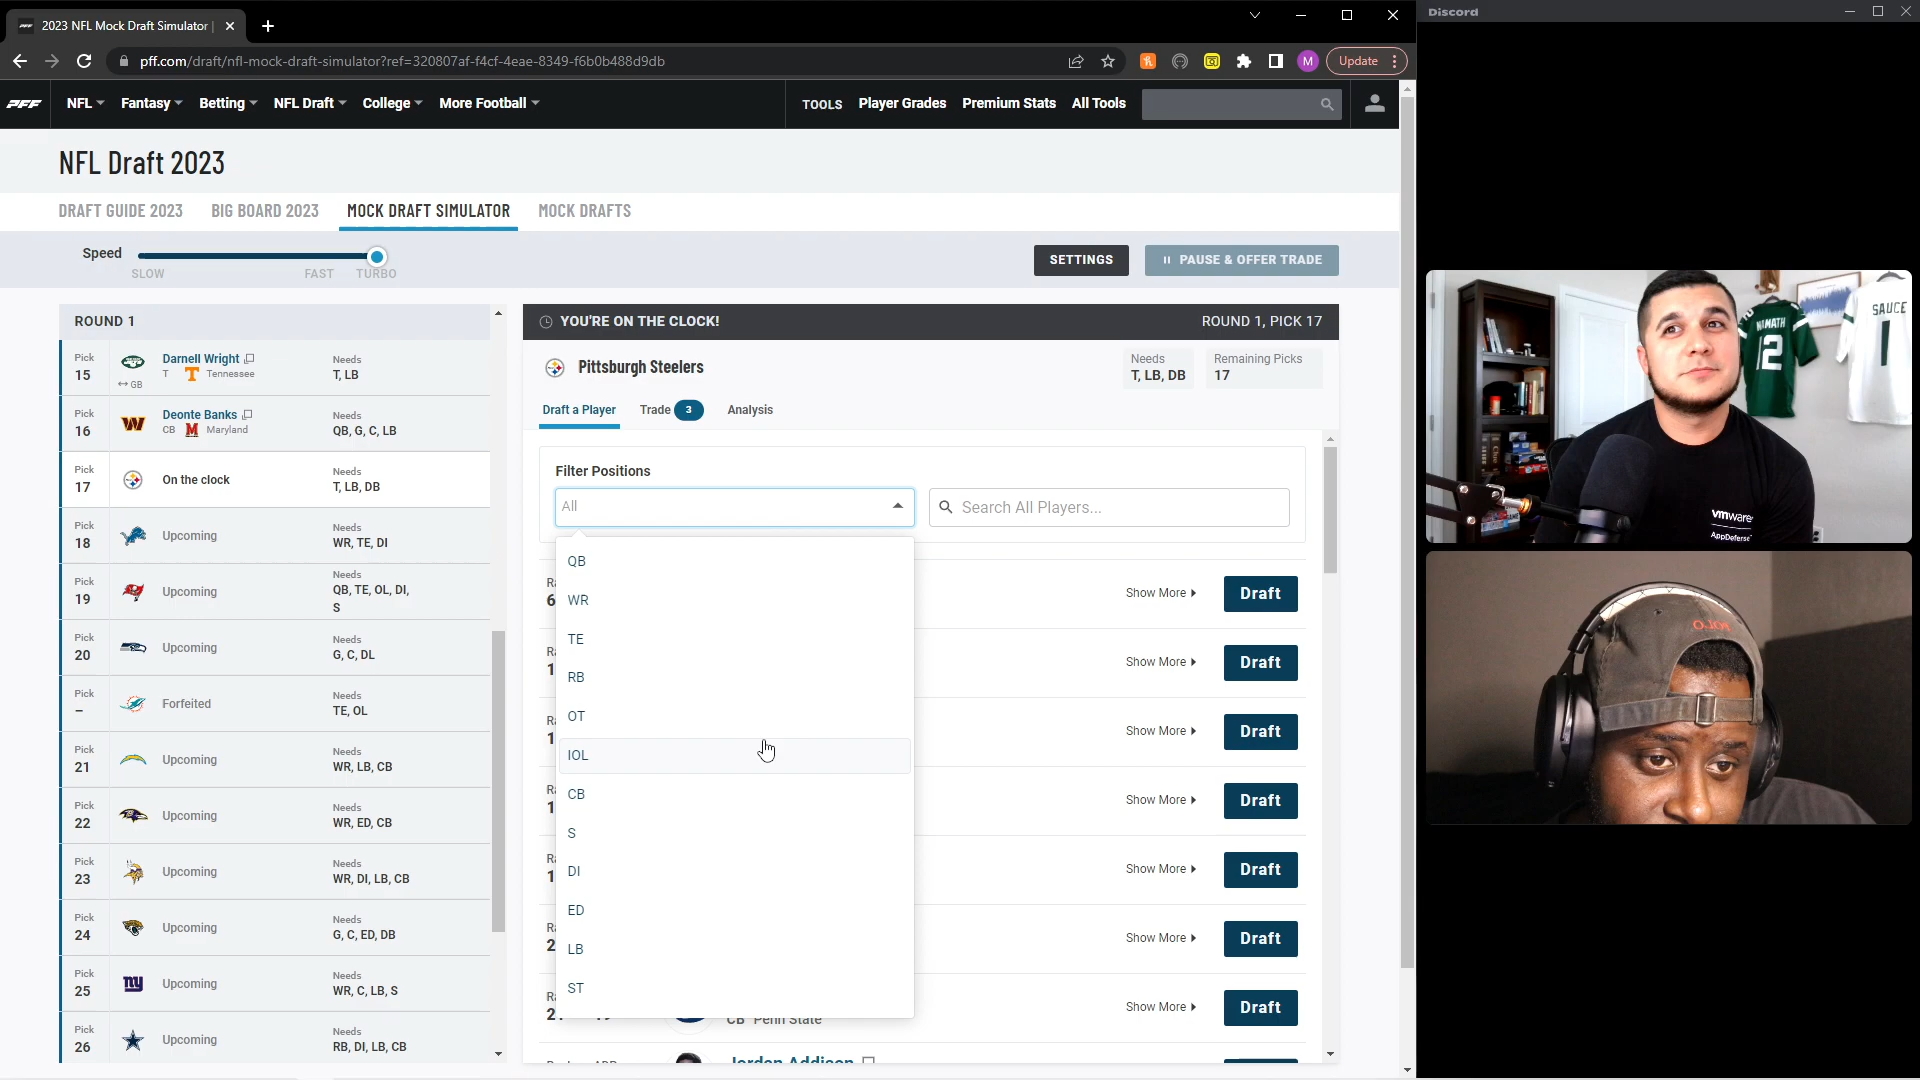 2023 NFL Mock Draft Simulator |
Discord
pff.com/draft/nfl-mock-draft-simulator?ref=320807af-f4cf-4eae-8349-f6b0b488d9db
M
Update
PFF
NFL
Fantasy
Betting
NFL Draft
College
More Football
TOOLS
Player Grades
Premium Stats
All Tools
NFL Draft 2023
DRAFT GUIDE 2023
BIG BOARD 2023
MOCK DRAFT SIMULATOR
MOCK DRAFTS
Speed
SLOW
FAST
TURBO
SETTINGS
PAUSE & OFFER TRADE
ROUND 1
Pick 15
GB
Darnell Wright
T
Tennessee
Needs
T, LB
Pick 16
Deonte Banks
CB
Maryland
Needs
QB, G, C, LB
Pick 17
On the clock
Needs
T, LB, DB
Pick 18
Upcoming
Needs
WR, TE, DI
Pick 19
Upcoming
Needs
QB, TE, OL, DI,
S
Pick 20
Upcoming
Needs
G, C, DL
Pick –
Forfeited
Needs
TE, OL
Pick 21
Upcoming
Needs
WR, LB, CB
Pick 22
Upcoming
Needs
WR, ED, CB
Pick 23
Upcoming
Needs
WR, DI, LB, CB
Pick 24
Upcoming
Needs
G, C, ED, DB
Pick 25
Upcoming
Needs
WR, C, LB, S
Pick 26
Upcoming
Needs
RB, DI, LB, CB
YOU'RE ON THE CLOCK!
ROUND 1, PICK 17
Pittsburgh Steelers
Needs
T, LB, DB
Remaining Picks
17
Draft a Player
Trade 3
Analysis
Filter Positions
All
Search All Players...
QB
WR
TE
RB
OT
IOL
CB
S
DI
ED
LB
ST
Show More
Draft
Show More
Draft
Show More
Draft
Show More
Draft
Show More
Draft
Show More
Draft
Show More
Draft
CB Penn State
Jordan Addison
NAMATH
12
SAUCE
1
vmware
AppDefense